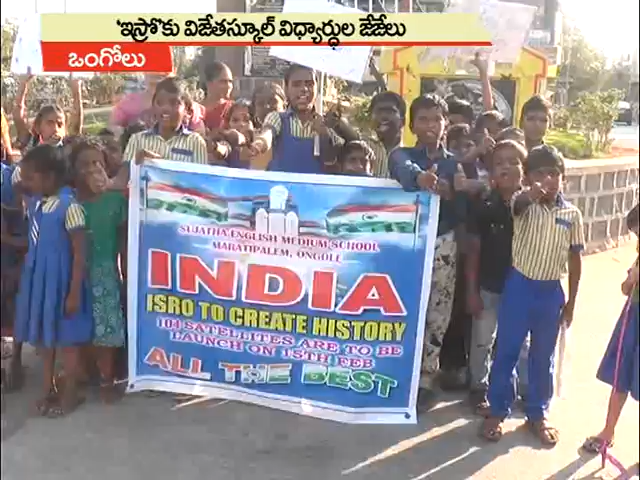 'ఇస్రో'కు విజేతస్కూల్ విద్యార్థుల జేజేలు
ఒంగోలు
SUJATHA ENGLISH MEDIUM SCHOOL
MARATIPALEM, ONGOLE
INDIA
ISRO TO CREATE HISTORY
104 SATELLITES ARE TO BE
LAUNCH ON 15TH FEB
ALL THE BEST